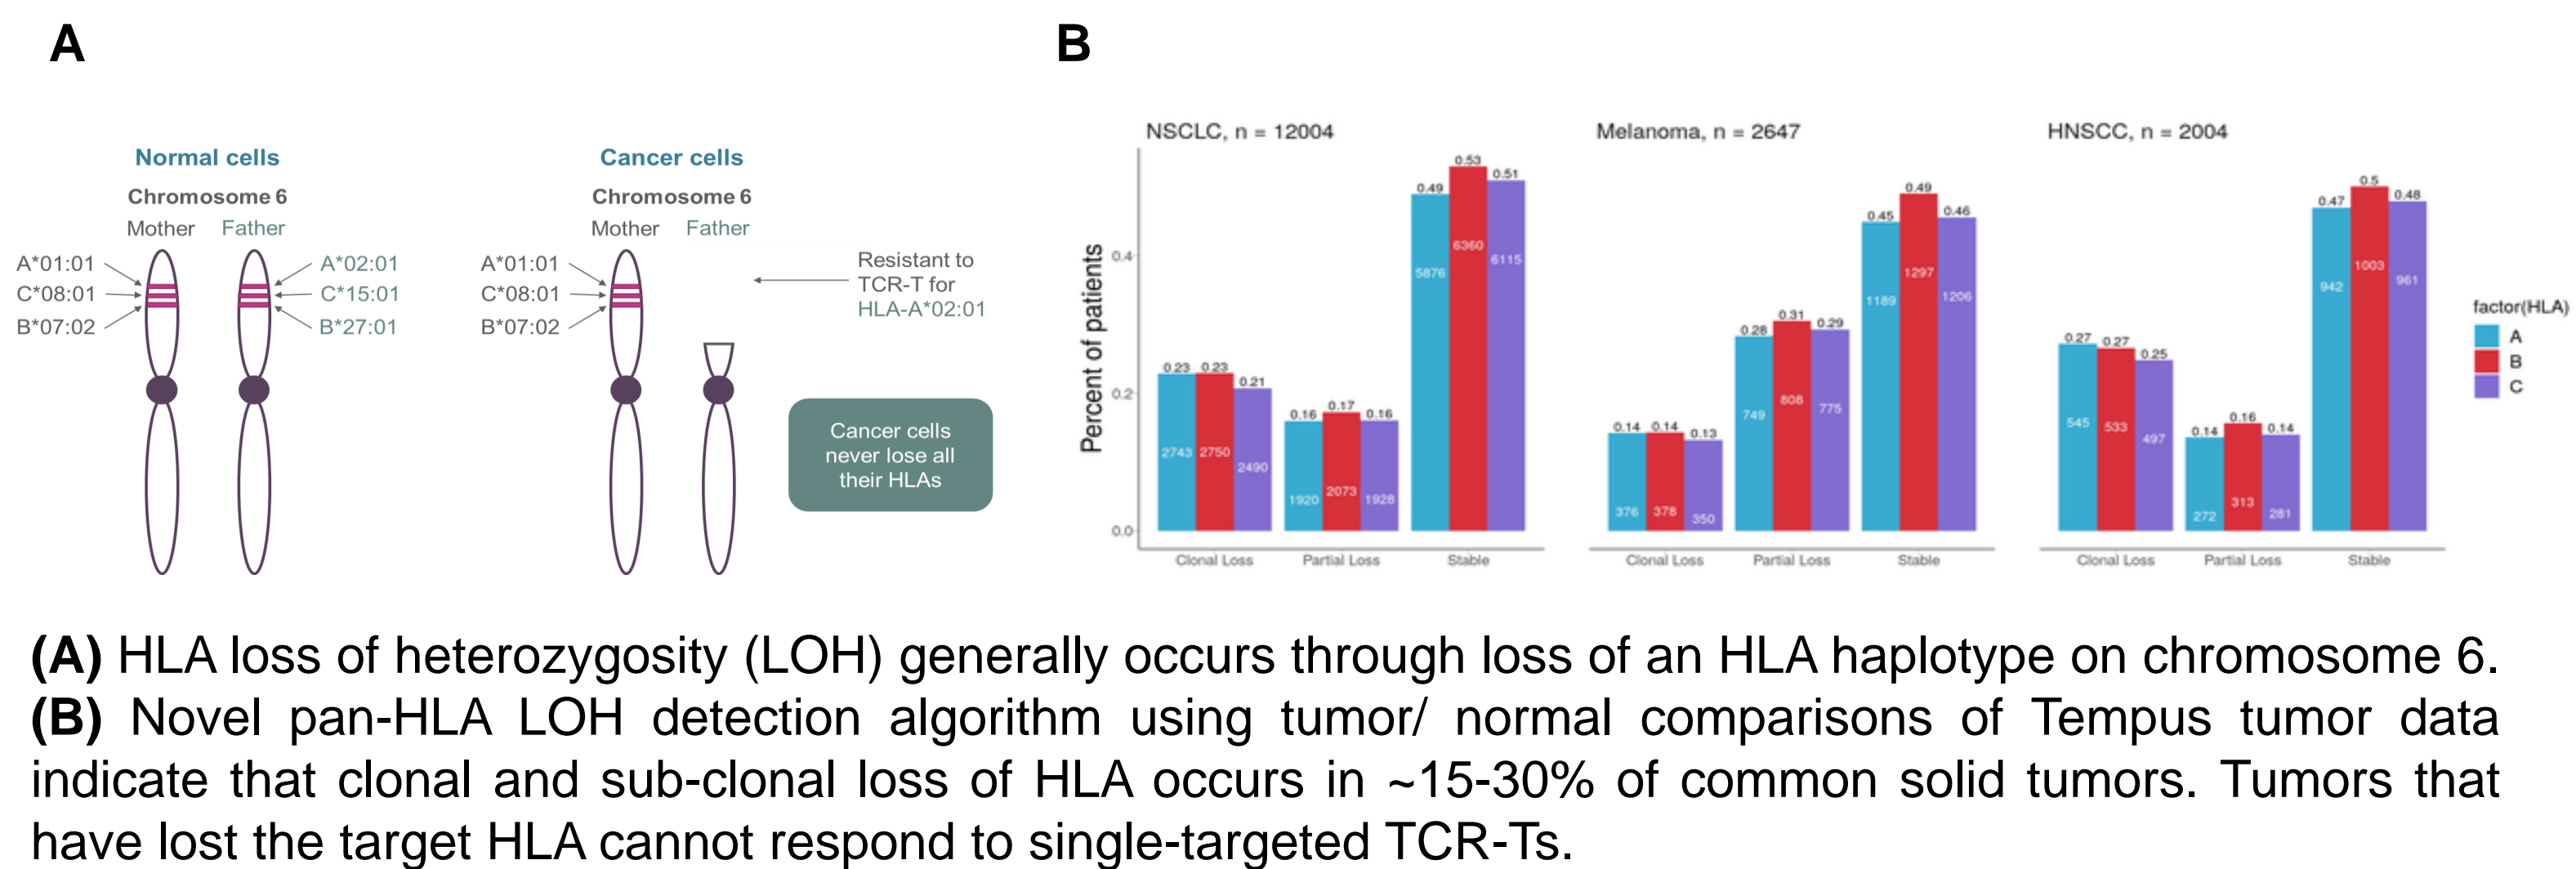 A
B
Normal cells
Chromosome 6
Mother Father
A*01:01
C*08:01
B*07:02
A*02:01
C*15:01
B*27:01
Cancer cells
Chromosome 6
Mother Father
A*01:01
C*08:01
B*07:02
Resistant to
TCR-T for
HLA-A*02:01
Cancer cells
never lose all
their HLAs
Percent of patients
0.4
0.2
0.0
NSCLC, n = 12004
0.23 0.23 0.21
2743 2750 2490
0.16 0.17 0.16
1920 2073 1928
0.49 0.53 0.51
5876 6360 6115
Clonal Loss Partial Loss Stable
Melanoma, n = 2647
0.14 0.14 0.13
376 378 350
0.28 0.31 0.29
749 808 775
0.45 0.49 0.46
1189 1297 1206
Clonal Loss Partial Loss Stable
HNSCC, n = 2004
0.27 0.27 0.25
545 533 497
0.14 0.16 0.14
272 313 281
0.47 0.5 0.48
942 1003 961
Clonal Loss Partial Loss Stable
factor(HLA)
A
B
C
(A) HLA loss of heterozygosity (LOH) generally occurs through loss of an HLA haplotype on chromosome 6.
(B) Novel pan-HLA LOH detection algorithm using tumor/ normal comparisons of Tempus tumor data
indicate that clonal and sub-clonal loss of HLA occurs in ~15-30% of common solid tumors. Tumors that
have lost the target HLA cannot respond to single-targeted TCR-Ts.